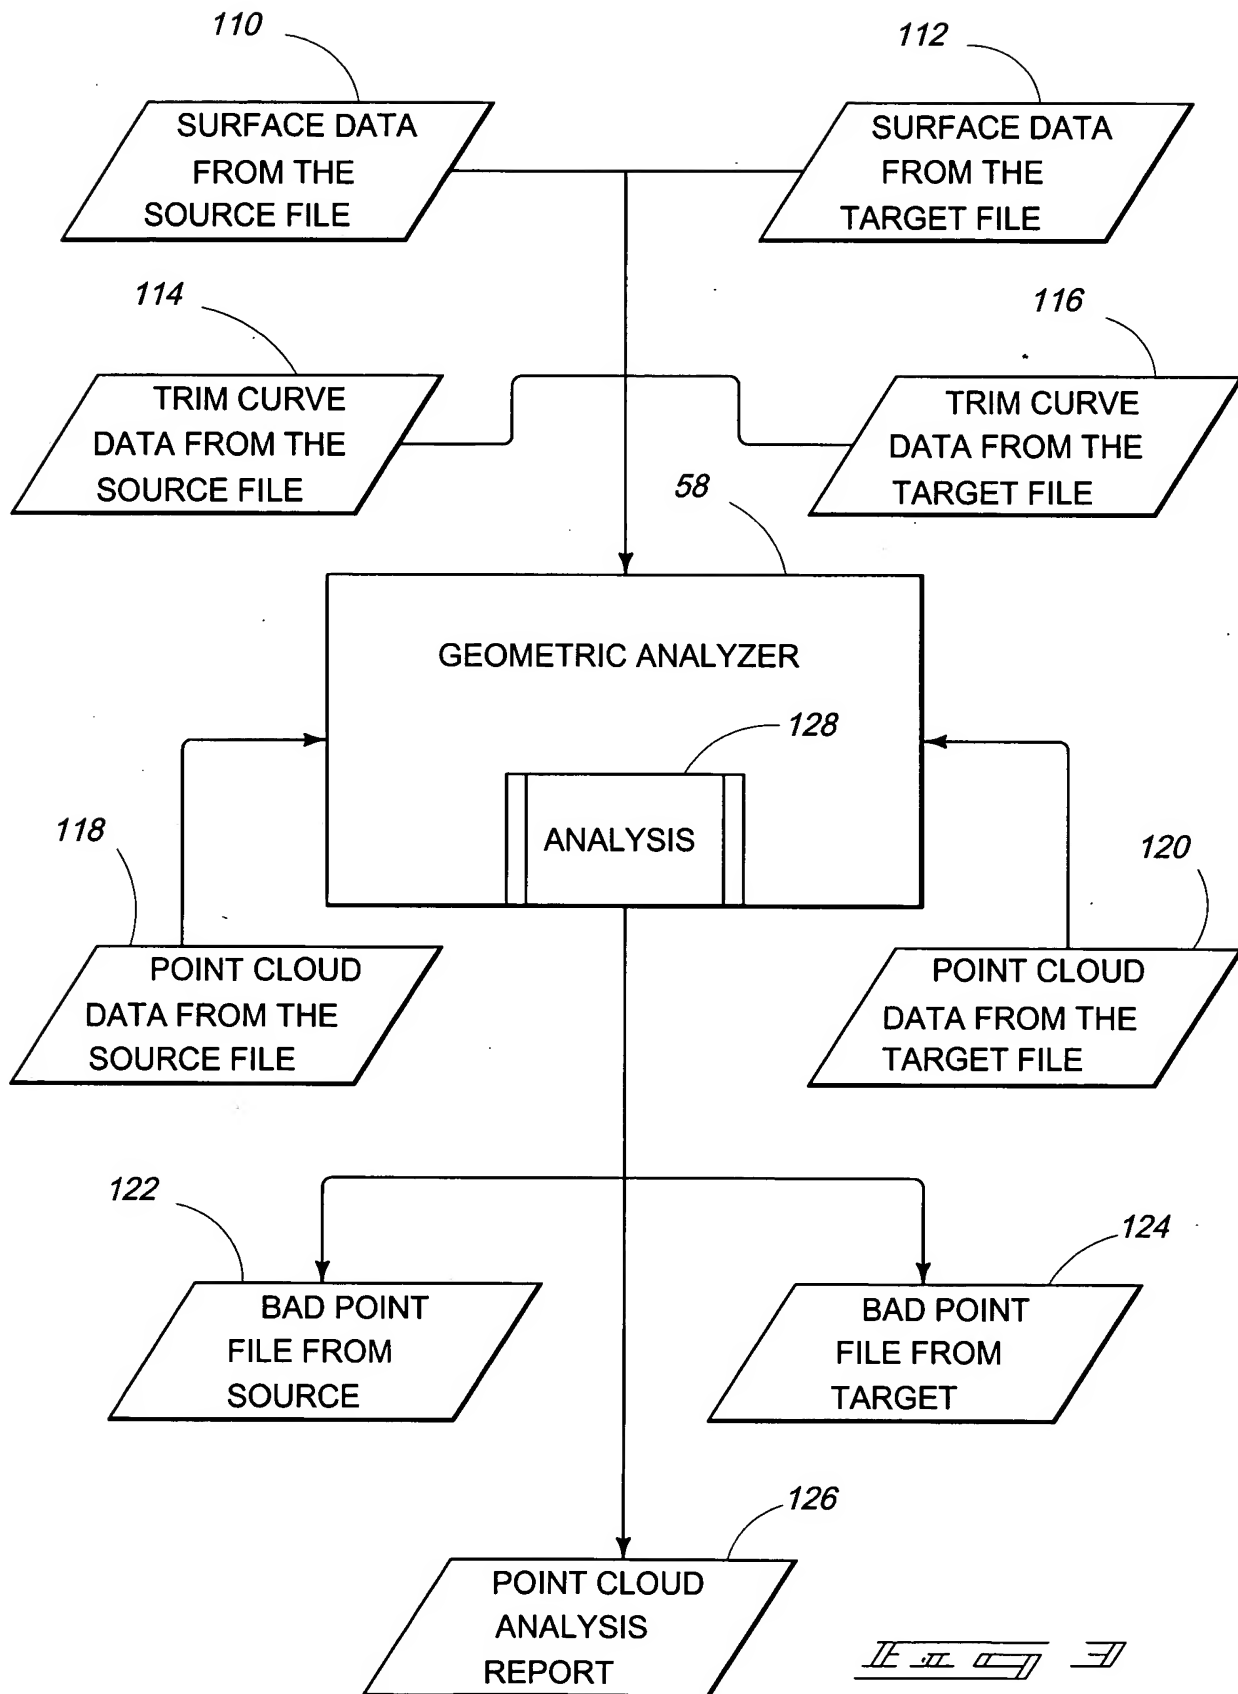 110
112
SURFACE DATA
FROM THE
SOURCE FILE
SURFACE DATA
FROM THE
TARGET FILE
114
116
TRIM CURVE
DATA FROM THE
SOURCE FILE
TRIM CURVE
DATA FROM THE
TARGET FILE
58
GEOMETRIC ANALYZER
128
ANALYSIS
118
120
POINT CLOUD
DATA FROM THE
SOURCE FILE
POINT CLOUD
DATA FROM THE
TARGET FILE
122
124
BAD POINT
FILE FROM
SOURCE
BAD POINT
FILE FROM
TARGET
126
POINT CLOUD
ANALYSIS
REPORT
FIG 3